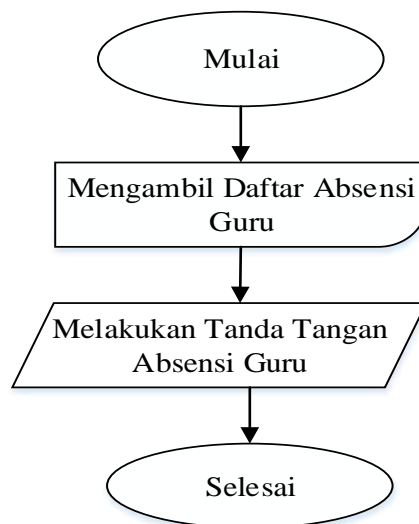 Mulai
Mengambil Daftar Absensi
Guru
Melakukan Tanda Tangan
Absensi Guru
Selesai